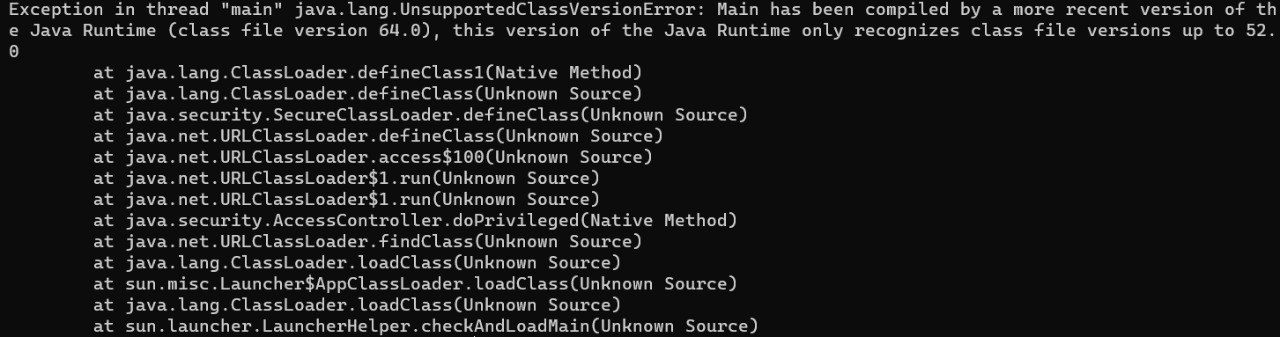 Exception in thread "main" java.lang.UnsupportedClassVersionError: Main has been compiled by a more recent version of th
e Java Runtime (class file version 64.0), this version of the Java Runtime only recognizes class file versions up to 52.
0
        at java.lang.ClassLoader.defineClass1(Native Method)
        at java.lang.ClassLoader.defineClass(Unknown Source)
        at java.security.SecureClassLoader.defineClass(Unknown Source)
        at java.net.URLClassLoader.defineClass(Unknown Source)
        at java.net.URLClassLoader.access$100(Unknown Source)
        at java.net.URLClassLoader$1.run(Unknown Source)
        at java.net.URLClassLoader$1.run(Unknown Source)
        at java.security.AccessController.doPrivileged(Native Method)
        at java.net.URLClassLoader.findClass(Unknown Source)
        at java.lang.ClassLoader.loadClass(Unknown Source)
        at sun.misc.Launcher$AppClassLoader.loadClass(Unknown Source)
        at java.lang.ClassLoader.loadClass(Unknown Source)
        at sun.launcher.LauncherHelper.checkAndLoadMain(Unknown Source)